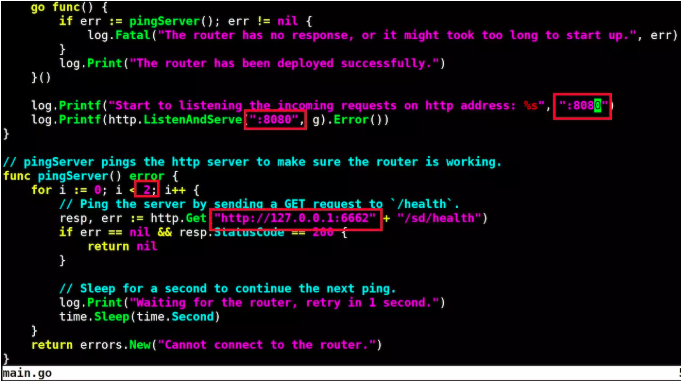 go func() {
        if err := pingServer(); err != nil {
            log.Fatal("The router has no response, or it might took too long to start up.", err)
        }
        log.Print("The router has been deployed successfully.")
    }()

    log.Printf("Start to listening the incoming requests on http address: %s", ":8080")
    log.Printf(http.ListenAndServe(":8080", g).Error())
}

// pingServer pings the http server to make sure the router is working.
func pingServer() error {
    for i := 0; i < 2; i++ {
        // Ping the server by sending a GET request to `/health`.
        resp, err := http.Get("http://127.0.0.1:6662" + "/sd/health")
        if err == nil && resp.StatusCode == 200 {
            return nil
        }

        // Sleep for a second to continue the next ping.
        log.Print("Waiting for the router, retry in 1 second.")
        time.Sleep(time.Second)
    }
    return errors.New("Cannot connect to the router.")
}
main.go